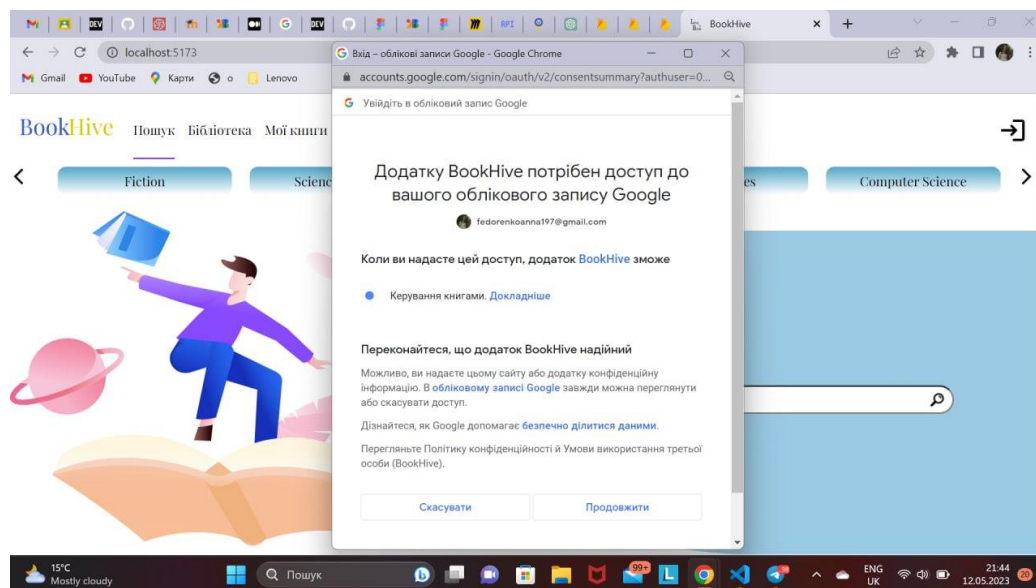 DEV
G
DEV
RPI
BookHive
localhost:5173
Вхід – облікові записи Google - Google Chrome
accounts.google.com/signin/oauth/v2/consentsummary?authuser=0...
Gmail YouTube Карти о Lenovo
Увійдіть в обліковий запис Google
BookHive Пошук Бібліотека Мої книги
Fiction
Scienc
es
Computer Science
Додатку BookHive потрібен доступ до
вашого облікового запису Google
fedorenkoanna197@gmail.com
Коли ви надасте цей доступ, додаток BookHive зможе
Керування книгами. Докладніше
Переконайтеся, що додаток BookHive надійний
Можливо, ви надаєте цьому сайту або додатку конфіденційну
інформацію. В обліковому записі Google завжди можна переглянути
або скасувати доступ.
Дізнайтеся, як Google допомагає безпечно ділитися даними.
Перегляньте Політику конфіденційності й Умови використання третьої
особи (BookHive).
Скасувати
Продовжити
15°C
Mostly cloudy
Пошук
99+
ENG
UK
21:44
12.05.2023
20